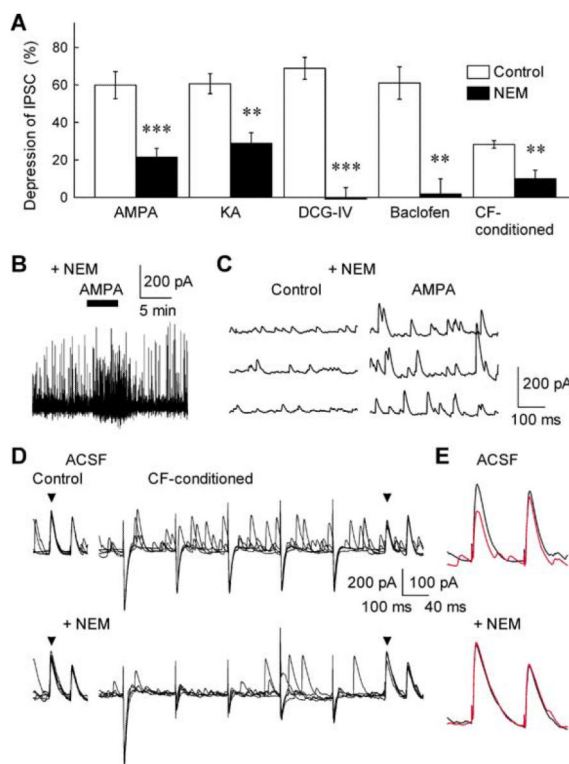 A
Depression of IPSC (%)
80
60
40
20
0
Control
NEM
***
**
***
**
**
AMPA
KA
DCG-IV
Baclofen
CF-
conditioned
B
+ NEM
AMPA
200 pA
5 min
C
+ NEM
Control
AMPA
200 pA
100 ms
D
ACSF
Control
CF-conditioned
200 pA
100 pA
100 ms
40 ms
+ NEM
E
ACSF
+ NEM